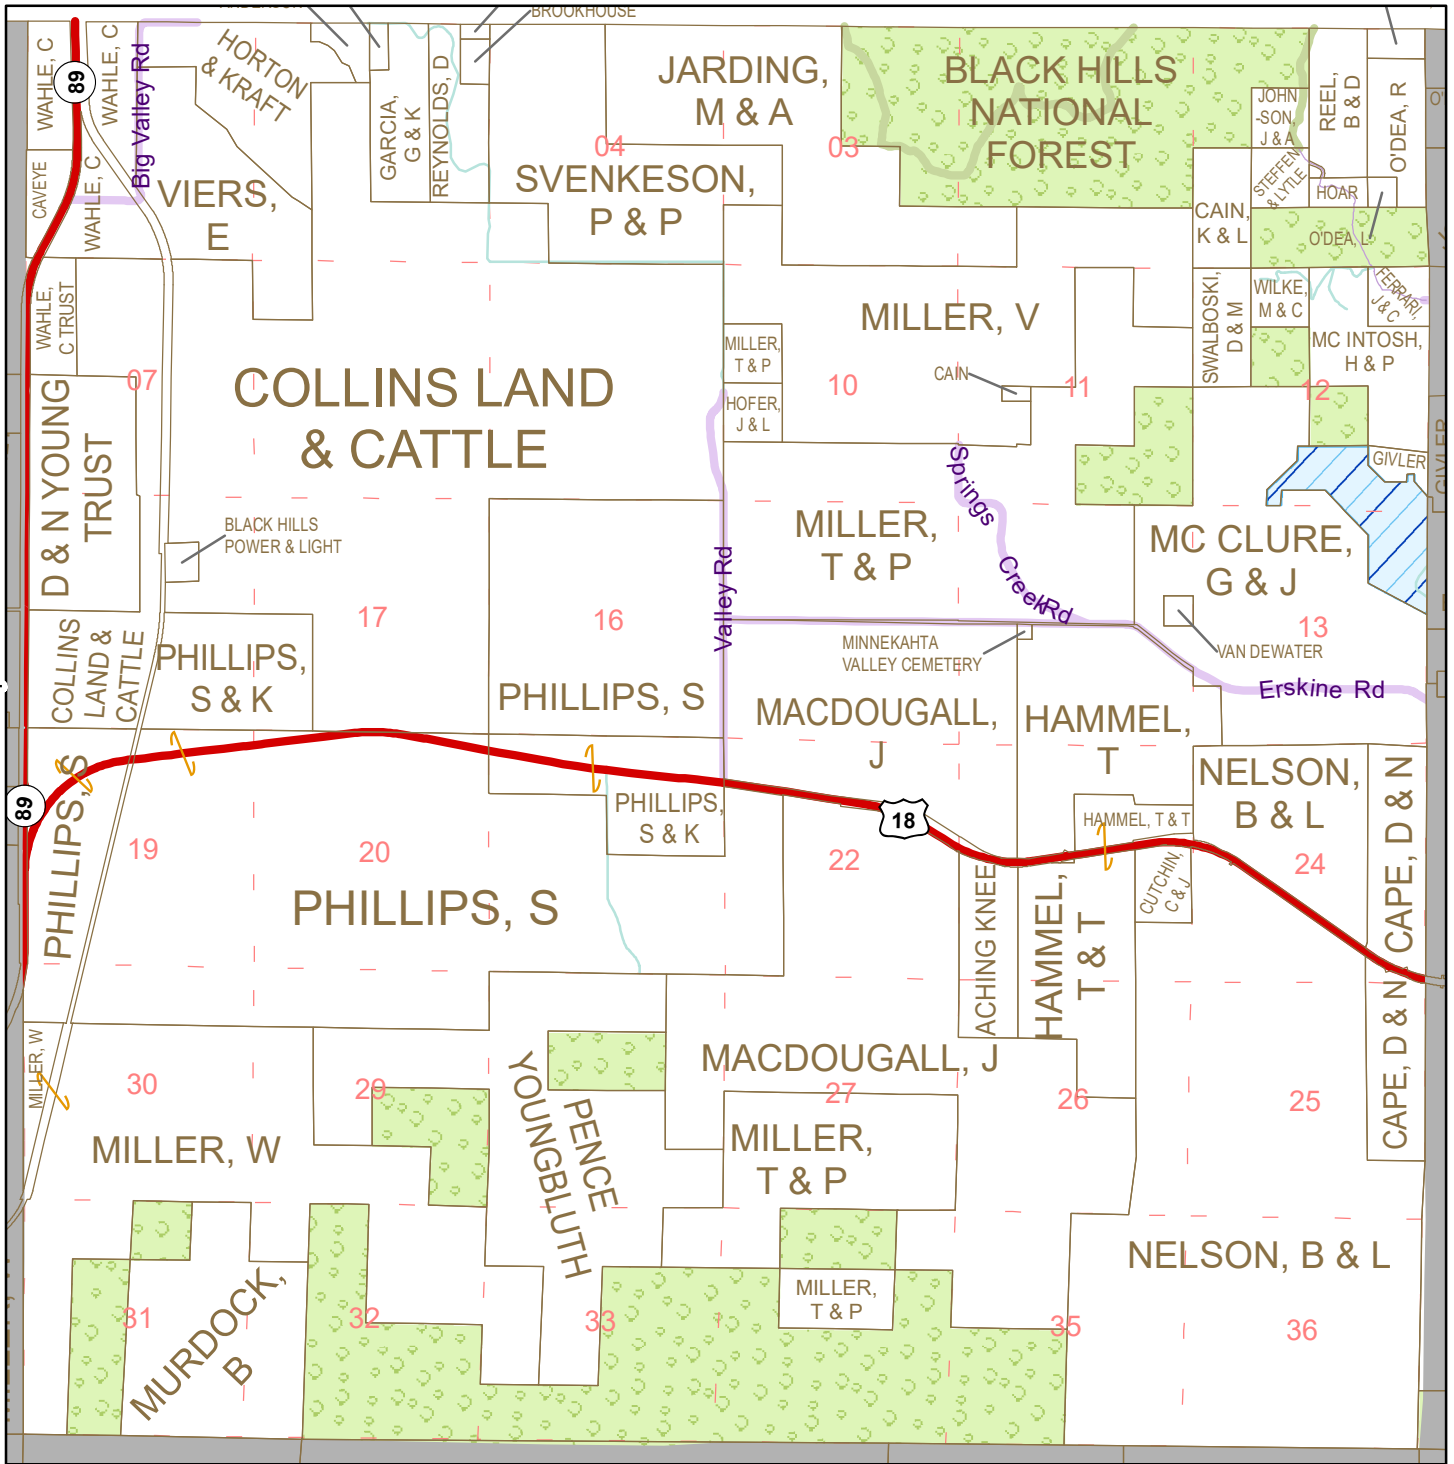 BROOKHOUSE
WAHLE, C
89
WAHLE, C
Big Valley Rd
HORTON
& KRAFT
GARCIA,
G & K
REYNOLDS, D
JARDING,
M & A
04
03
BLACK HILLS
NATIONAL
FOREST
JOHN
-SON,
J & A
REEL,
B & D
O'DEA, R
CAVEYE
WAHLE, C
VIERS,
E
SVENKESON,
P & P
STEFFEN
& LYTLE
HOAR
CAIN,
K & L
O'DEA, L
WAHLE,
C TRUST
07
COLLINS LAND
& CATTLE
MILLER, V
MILLER,
T & P
HOFER,
J & L
10
CAIN
11
SWALBOSKI,
D & M
WILKE,
M & C
FERRARI,
J & C
MC INTOSH,
H & P
12
D & N YOUNG
TRUST
BLACK HILLS
POWER & LIGHT
Springs
Creek Rd
MILLER,
T & P
GIVLER
GIVLER
MC CLURE,
G & J
Valley Rd
17
16
13
VAN DEWATER
MINNEKAHTA
VALLEY CEMETERY
COLLINS
LAND &
CATTLE
PHILLIPS,
S & K
PHILLIPS, S
MACDOUGALL,
J
HAMMEL,
T
Erskine Rd
PHILLIPS, S
89
NELSON,
B & L
CAPE, D & N
PHILLIPS,
S & K
18
HAMMEL, T & T
19
20
22
24
PHILLIPS, S
ACHING KNEE
HAMMEL,
T & T
CUTCHIN,
C & J
CAPE, D & N
MILLER, W
30
29
MACDOUGALL, J
27
26
25
MILLER, W
PENCE
YOUNGBLUTH
MILLER,
T & P
NELSON, B & L
31
MURDOCK,
B
32
33
MILLER,
T & P
35
36